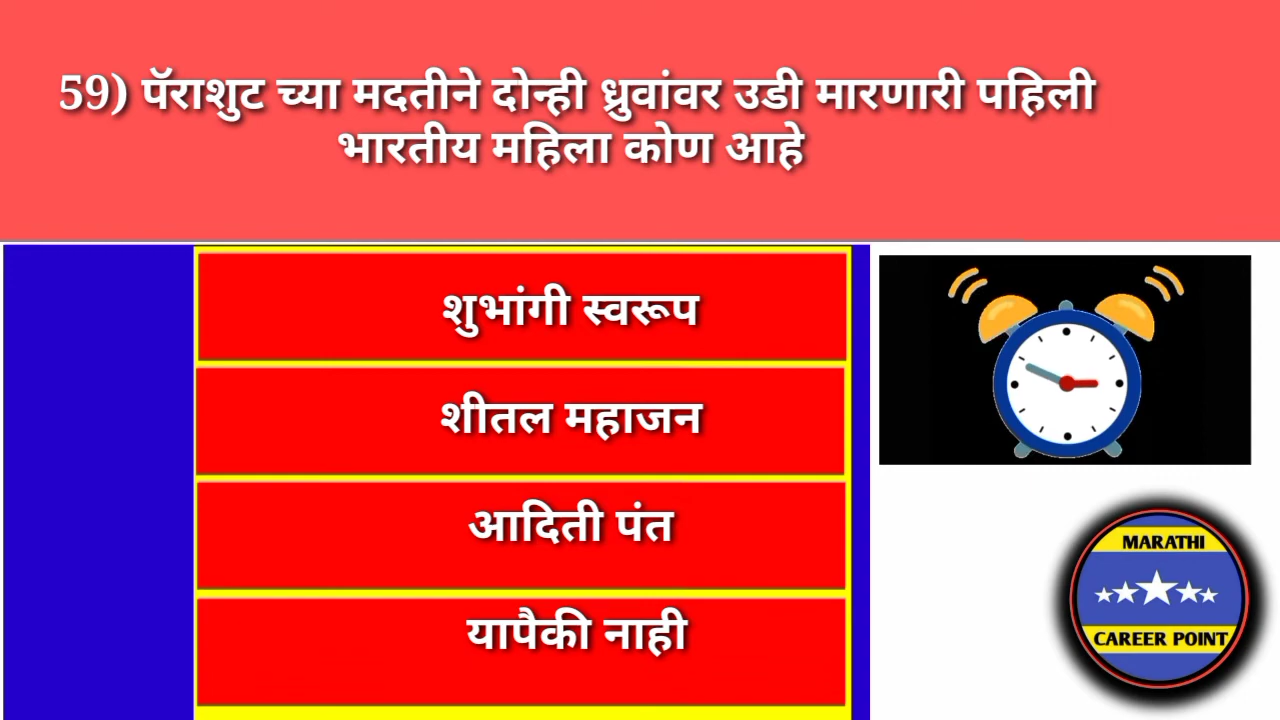 59) पॅराशुट च्या मदतीने दोन्ही ध्रुवांवर उडी मारणारी पहिली
भारतीय महिला कोण आहे
शुभांगी स्वरूप
शीतल महाजन
आदिती पंत
यापैकी नाही
MARATHI
CAREER POINT